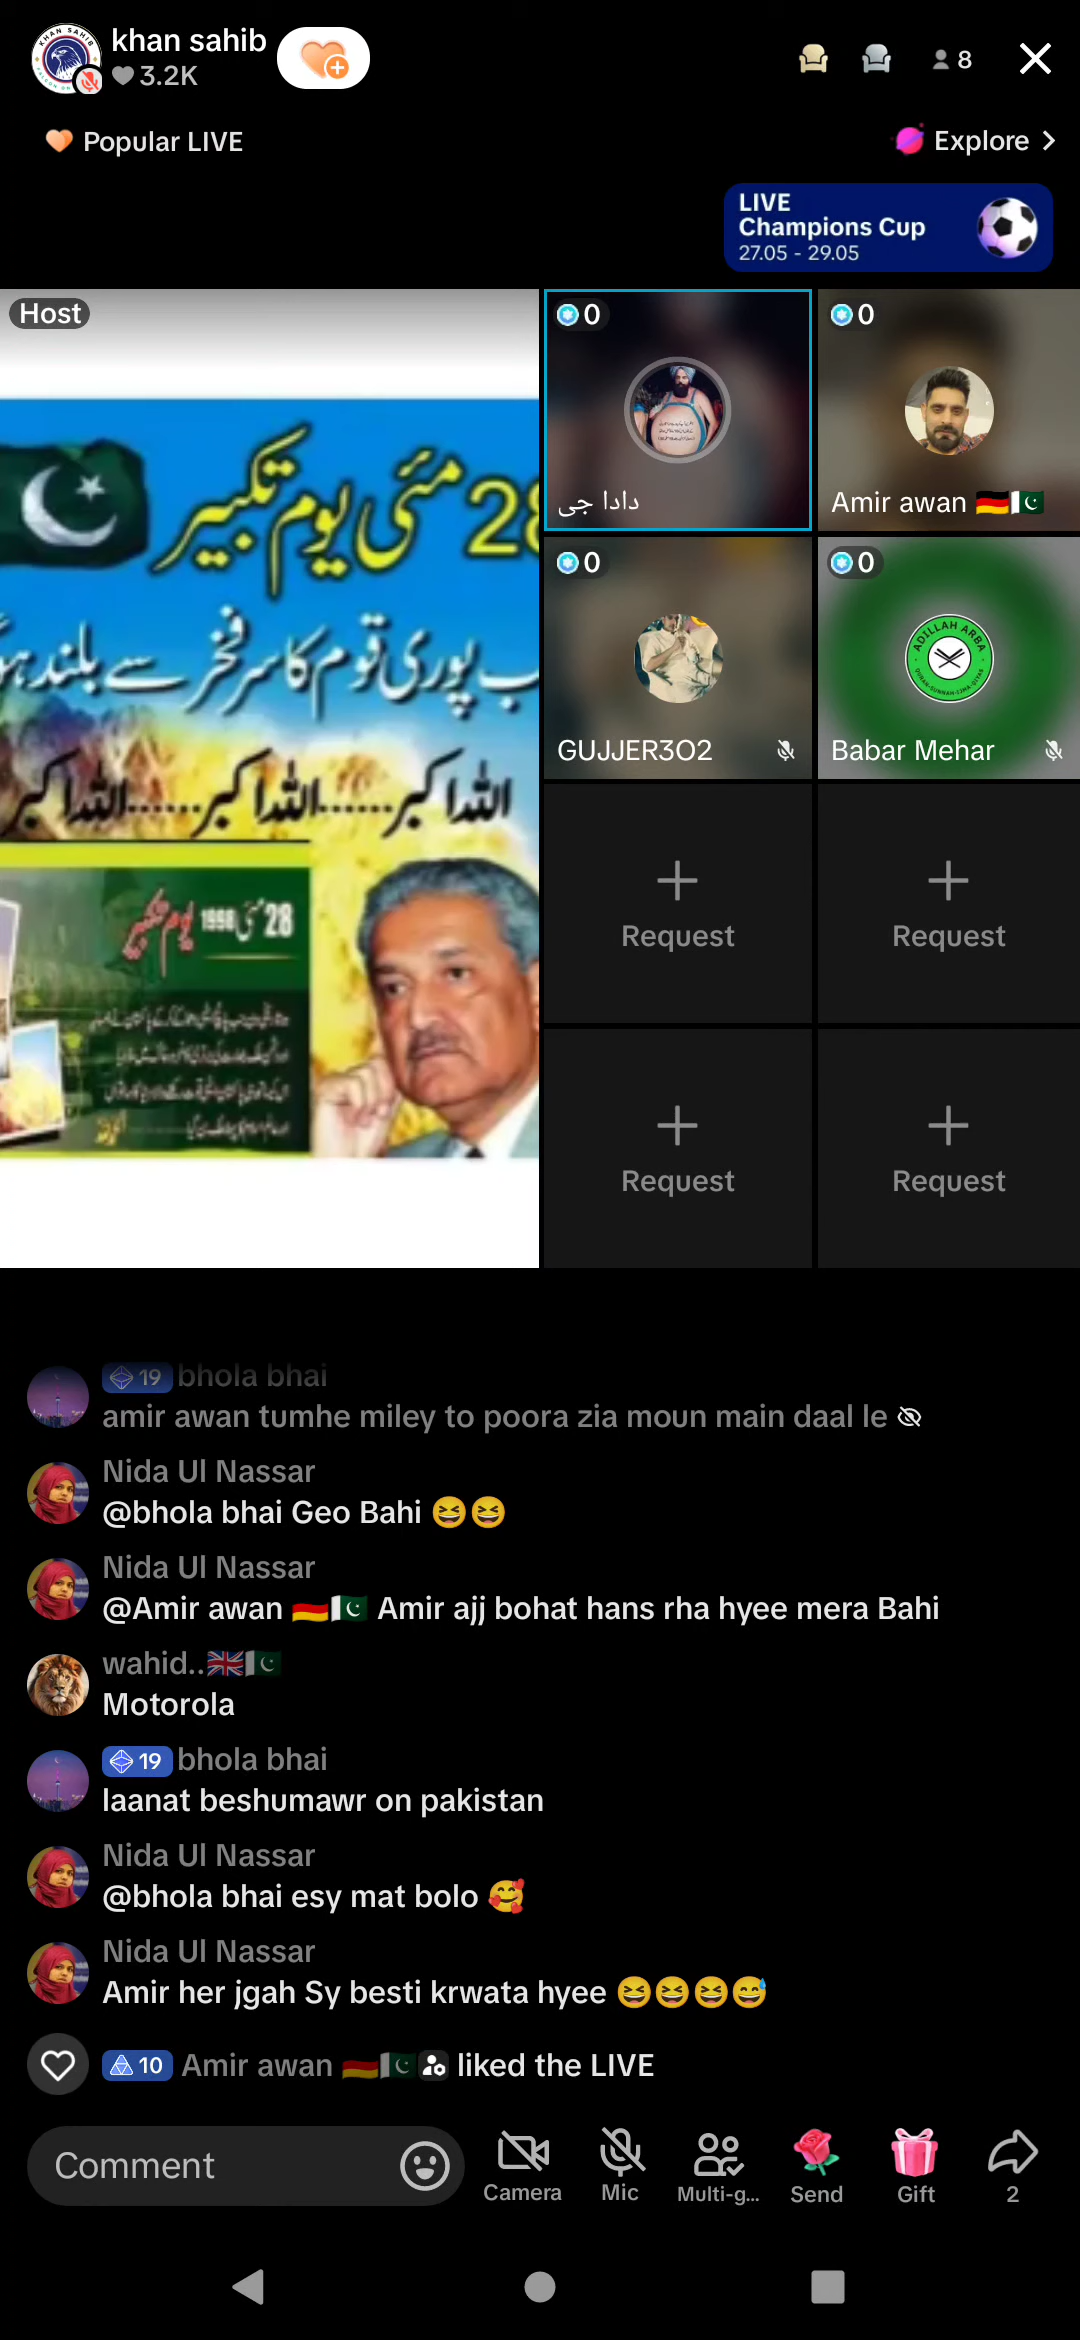 khan sahib
3.2K
8
Popular LIVE
Explore
LIVE
Champions Cup
27.05 - 29.05
Host
28 مئی یوم تکبیر
پوری قوم کا فخر سے بلند
اللہ اکبر......اللہ اکبر......اللہ اکبر
28 مئی 1998 یوم تکبیر
0
دادا جی
0
Amir awan
0
GUJJER3O2
0
ADILLAH ARBA
Babar Mehar
Request
Request
Request
Request
19 bhola bhai
amir awan tumhe miley to poora zia moun main daal le
Nida Ul Nassar
@bhola bhai Geo Bahi 😆😆
Nida Ul Nassar
@Amir awan 🇩🇪🇵🇰 Amir ajj bohat hans rha hyee mera Bahi
wahid..🇬🇧🇵🇰
Motorola
19 bhola bhai
laanat beshumawr on pakistan
Nida Ul Nassar
@bhola bhai esy mat bolo 🥰
Nida Ul Nassar
Amir her jgah Sy besti krwata hyee 😆😆😆😅
10 Amir awan 🇩🇪🇵🇰 liked the LIVE
Comment
Camera
Mic
Multi-g...
Send
Gift
2